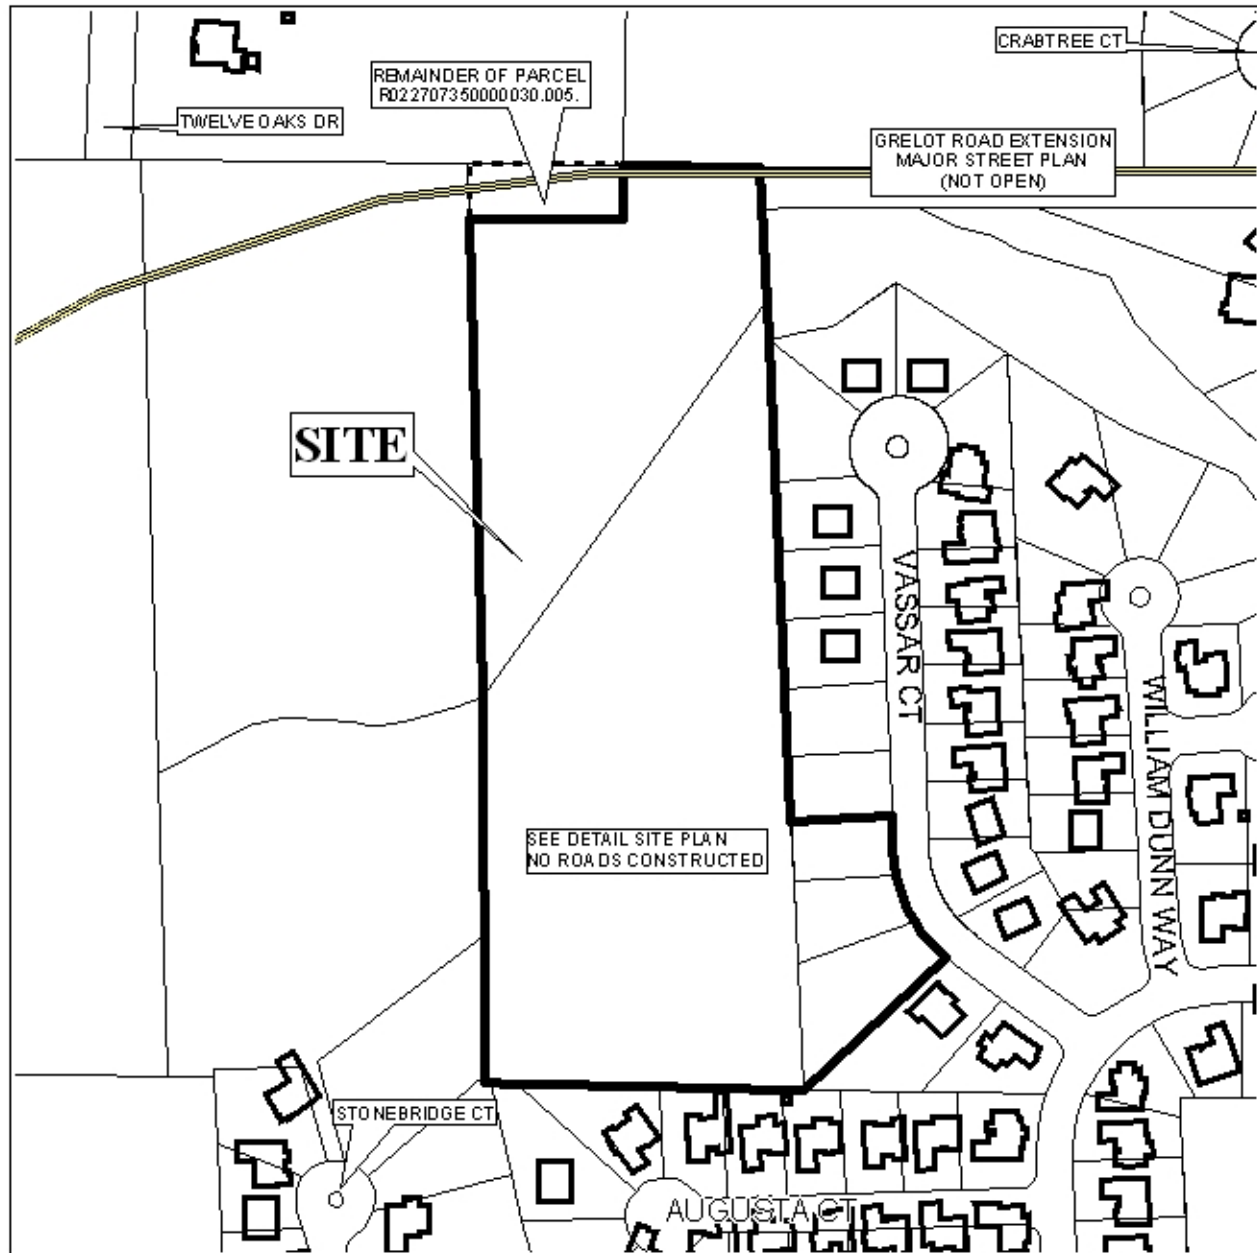 CRABTREE CT
REMAINDER OF PARCEL
R022707350000030.005.
TWELVE OAKS DR
GRELOT ROAD EXTENSION
MAJOR STREET PLAN
(NOT OPEN)
SITE
VASSAR CT
WILLIAM DUNN WAY
SEE DETAIL SITE PLAN
NO ROADS CONSTRUCTED
STONEBRIDGE CT
AUGUSTA CT